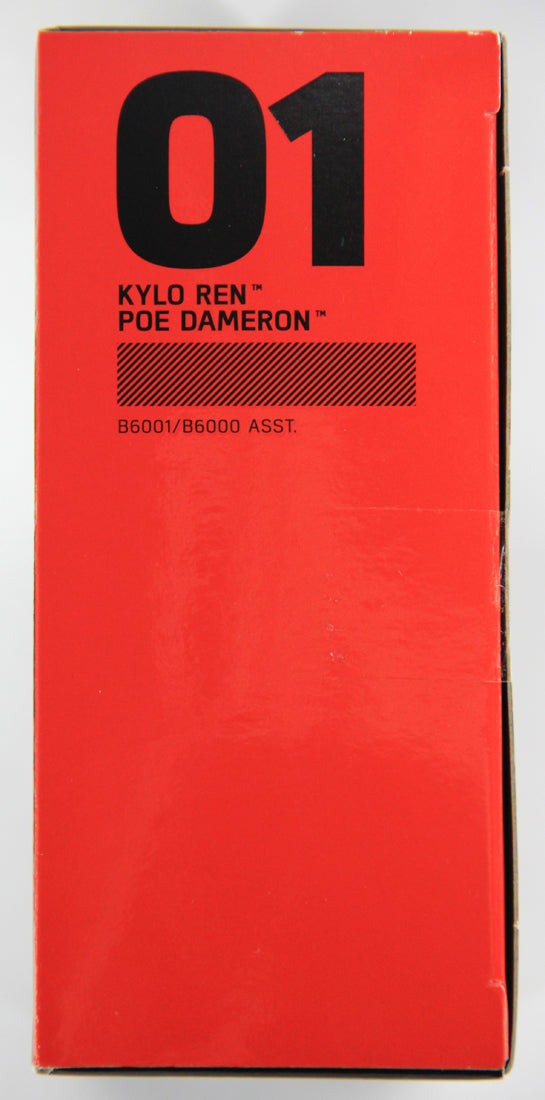 01
KYLO REN™
POE DAMERON™
B6001/B6000 ASST.